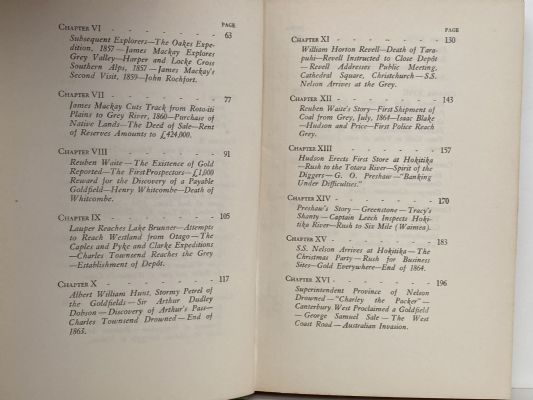 PAGE
CHAPTER VI - - - - - - 63
Subsequent Explorers—The Oakes Expe-
dition, 1857—James Mackay Explores
Grey Valley—Harper and Locke Cross
Southern Alps, 1857—James Mackay's
Second Visit, 1859—John Rochfort.
CHAPTER VII - - - - - - 77
James Mackay Cuts Track from Rotoiti
Plains to Grey River, 1860—Purchase of
Native Lands—The Deed of Sale—Rent
of Reserves Amounts to £424,000.
CHAPTER VIII - - - - - - 91
Reuben Waite—The Existence of Gold
Reported—The First Prospectors—£1,000
Reward for the Discovery of a Payable
Goldfield—Henry Whitcombe—Death of
Whitcombe.
CHAPTER IX - - - - - - 105
Lauper Reaches Lake Brunner—Attempts
to Reach Westland from Otago—The
Caples and Pyke and Clarke Expeditions
—Charles Townsend Reaches the Grey
—Establishment of Depôt.
CHAPTER X - - - - - - 117
Albert William Hunt, Stormy Petrel of
the Goldfields—Sir Arthur Dudley
Dobson—Discovery of Arthur's Pass—
Charles Townsend Drowned—End of
1863.
PAGE
CHAPTER XI - - - - - - 130
William Horton Revell—Death of Tara-
puhi—Revell Instructed to Close Depôt
—Revell Addresses Public Meeting,
Cathedral Square, Christchurch—S.S.
Nelson Arrives at the Grey.
CHAPTER XII - - - - - - 143
Reuben Waite's Story—First Shipment of
Coal from Grey, July, 1864—Isaac Blake
—Hudson and Price—First Police Reach
Grey.
CHAPTER XIII - - - - - - 157
Hudson Erects First Store at Hokitika
—Rush to the Totara River—Spirit of the
Diggers—G. O. Preshaw—"Banking
Under Difficulties."
CHAPTER XIV - - - - - - 170
Preshaw's Story—Greenstone—Tracy's
Shanty—Captain Leech Inspects Hoki-
tika River—Rush to Six Mile (Waimea).
CHAPTER XV - - - - - - 183
S.S. Nelson Arrives at Hokitika—The
Christmas Party—Rush for Business
Sites—Gold Everywhere—End of 1864.
CHAPTER XVI - - - - - - 196
Superintendent Province of Nelson
Drowned—"Charley the Packer"—
Canterbury West Proclaimed a Goldfield
—George Samuel Sale—The West
Coast Road—Australian Invasion.